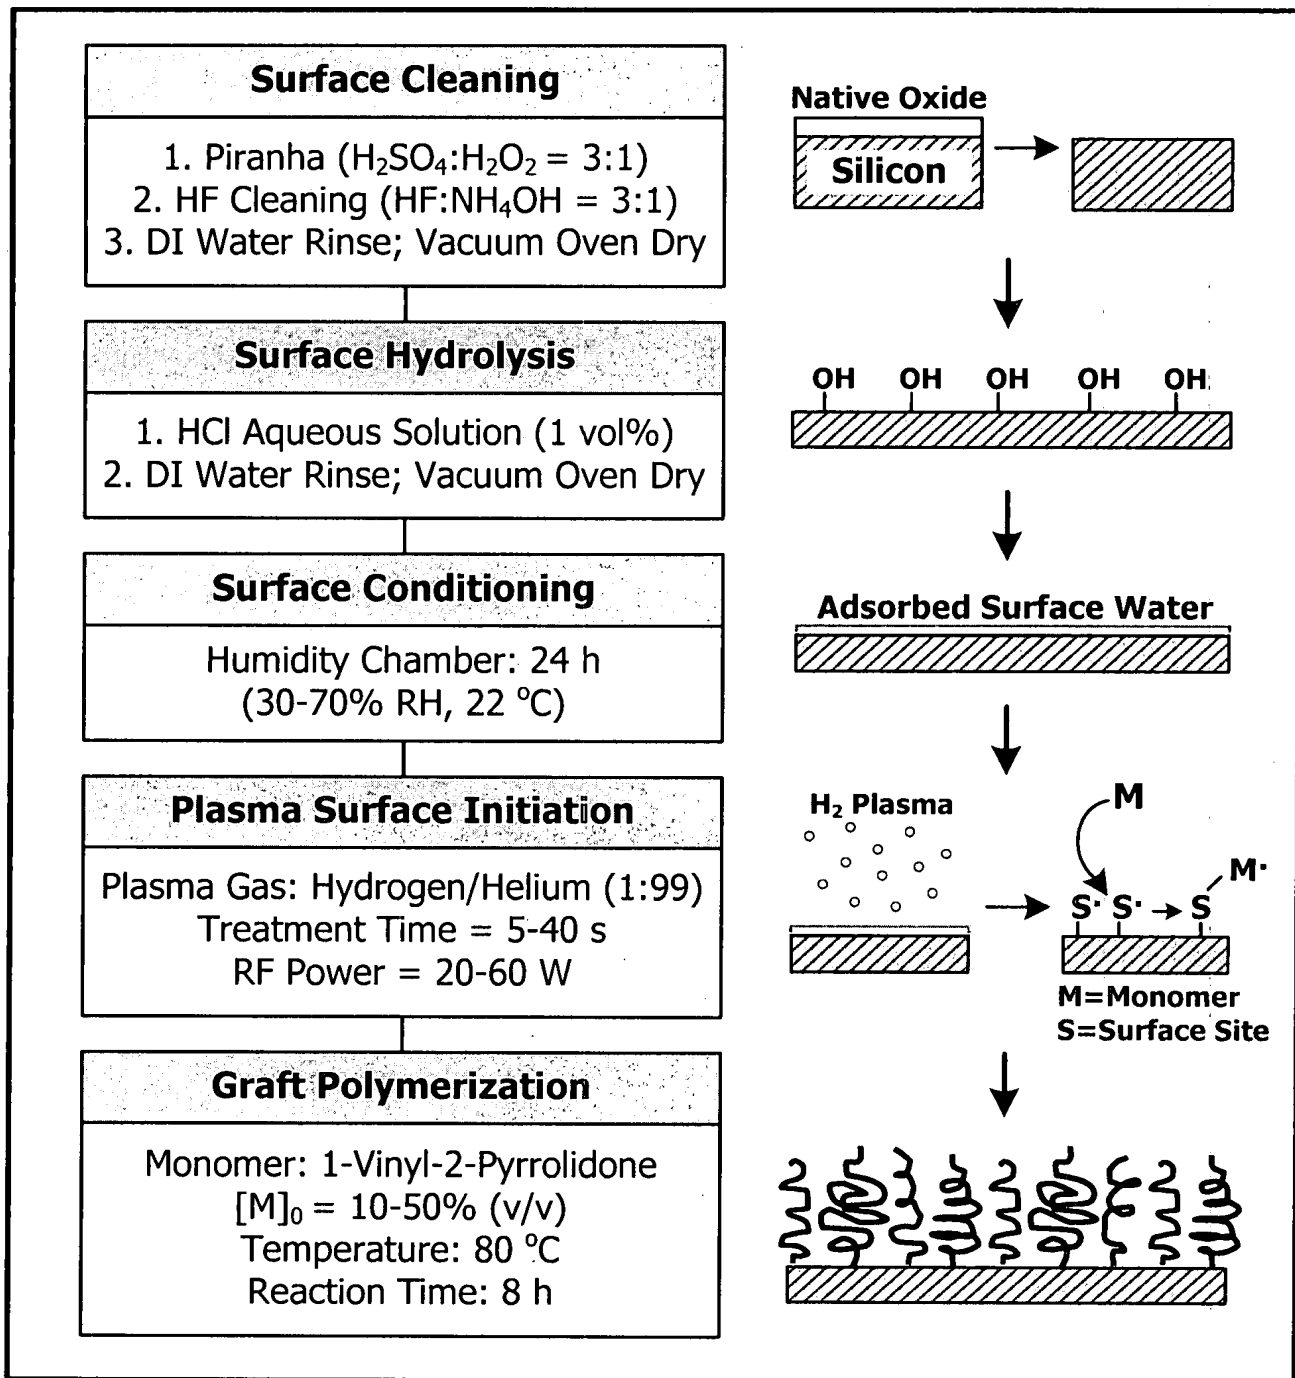 Surface Cleaning
1. Piranha (H₂SO₄:H₂O₂ = 3:1)
2. HF Cleaning (HF:NH₄OH = 3:1)
3. DI Water Rinse; Vacuum Oven Dry
Native Oxide
Silicon
Surface Hydrolysis
1. HCl Aqueous Solution (1 vol%)
2. DI Water Rinse; Vacuum Oven Dry
OH OH OH OH OH
Surface Conditioning
Humidity Chamber: 24 h
(30-70% RH, 22 °C)
Adsorbed Surface Water
Plasma Surface Initiation
Plasma Gas: Hydrogen/Helium (1:99)
Treatment Time = 5-40 s
RF Power = 20-60 W
H₂ Plasma
M
M·
S· S· S
M=Monomer
S=Surface Site
Graft Polymerization
Monomer: 1-Vinyl-2-Pyrrolidone
[M]₀ = 10-50% (v/v)
Temperature: 80 °C
Reaction Time: 8 h